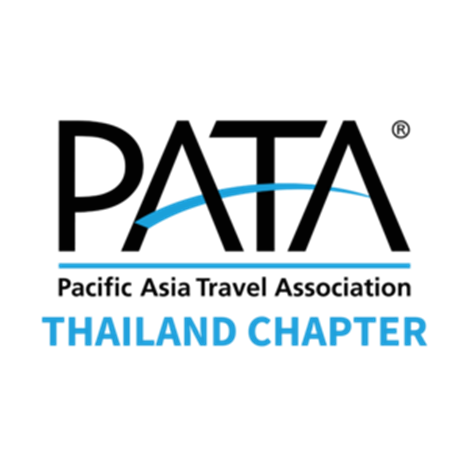 PATA®
Pacific Asia Travel Association
THAILAND CHAPTER